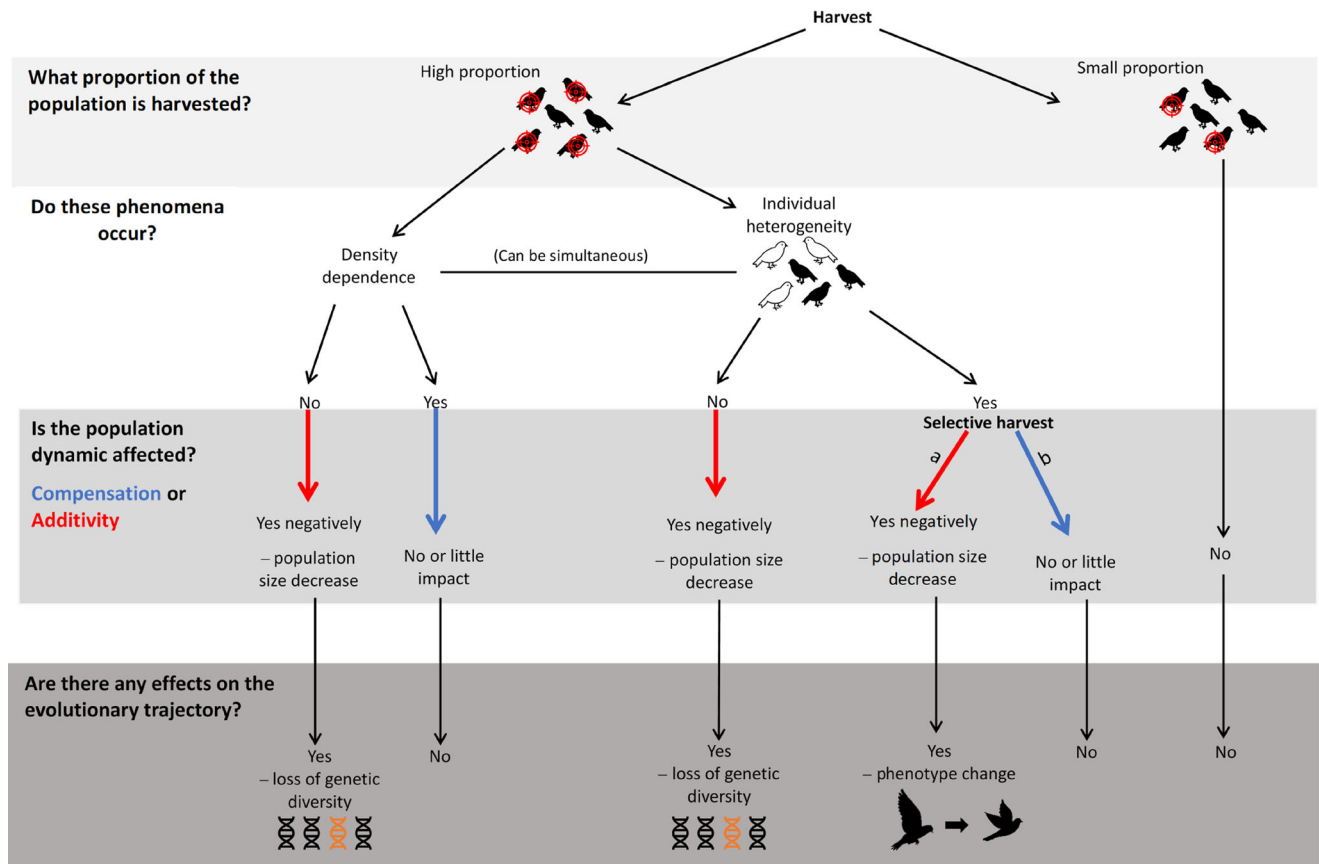 Harvest
What proportion of the
population is harvested?
High proportion
Small proportion
Do these phenomena
occur?
Density
dependence
(Can be simultaneous)
Individual
heterogeneity
No
Yes
No
Yes
Selective harvest
Is the population
dynamic affected?
Compensation or
Additivity
a
b
Yes negatively
– population
size decrease
No or little
impact
Yes negatively
– population size
decrease
Yes negatively
– population size
decrease
No or little
impact
No
Are there any effects on the
evolutionary trajectory?
Yes
– loss of genetic
diversity
No
Yes
– loss of genetic
diversity
Yes
– phenotype change
No
No